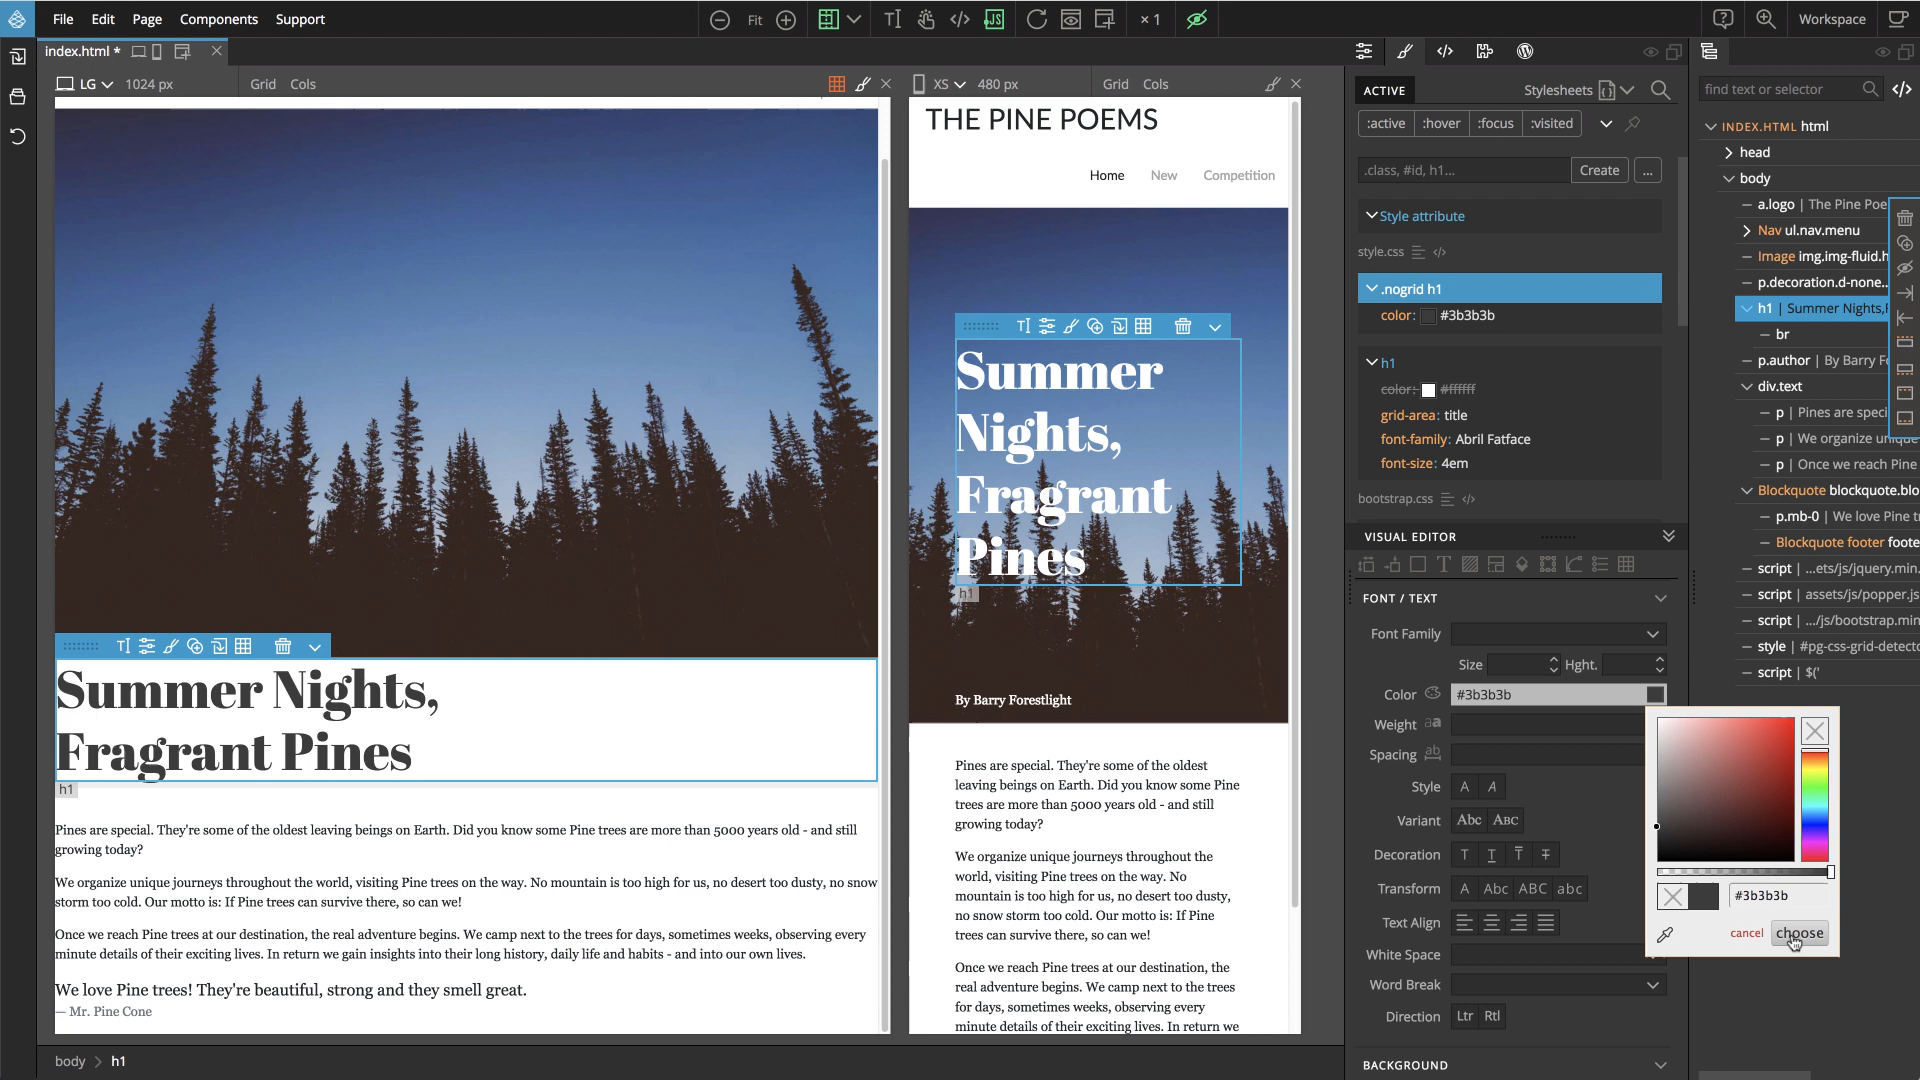 File Edit Page Components Support
Fit
× 1
JS
Workspace
index.html *
LG 1024 px Grid Cols
XS 480 px Grid Cols
THE PINE POEMS
Home New Competition
Summer
Nights,
Fragrant
Pines
h1
By Barry Forestlight
Pines are special. They're some of the oldest
leaving beings on Earth. Did you know some Pine
trees are more than 5000 years old - and still
growing today?
We organize unique journeys throughout the
world, visiting Pine trees on the way. No
mountain is too high for us, no desert too dusty,
no snow storm too cold. Our motto is: If Pine
trees can survive there, so can we!
Once we reach Pine trees at our destination, the
real adventure begins. We camp next to the trees
for days, sometimes weeks, observing every
minute details of their exciting lives. In return we
Summer Nights,
Fragrant Pines
h1
Pines are special. They're some of the oldest leaving beings on Earth. Did you know some Pine trees are more than 5000 years old - and still
growing today?
We organize unique journeys throughout the world, visiting Pine trees on the way. No mountain is too high for us, no desert too dusty, no snow
storm too cold. Our motto is: If Pine trees can survive there, so can we!
Once we reach Pine trees at our destination, the real adventure begins. We camp next to the trees for days, sometimes weeks, observing every
minute details of their exciting lives. In return we gain insights into their long history, daily life and habits - and into our own lives.
We love Pine trees! They're beautiful, strong and they smell great.
— Mr. Pine Cone
body > h1
ACTIVE
Stylesheets
:active :hover :focus :visited
.class, #id, h1...
Create ...
Style attribute
style.css
.nogrid h1
color: #3b3b3b
h1
color: #ffffff
grid-area: title
font-family: Abril Fatface
font-size: 4em
bootstrap.css
VISUAL EDITOR
FONT / TEXT
Font Family
Size Hght.
Color #3b3b3b
Weight
Spacing
Style A A
Variant Abc ABC
Decoration T T T T
Transform A Abc ABC abc
Text Align
White Space
Word Break
Direction Ltr Rtl
BACKGROUND
#3b3b3b
cancel choose
find text or selector
INDEX.HTML html
head
body
a.logo | The Pine Poe
Nav ul.nav.menu
Image img.img-fluid.h
p.decoration.d-none..
h1 | Summer Nights,
br
p.author | By Barry F
div.text
p | Pines are speci
p | We organize unique
p | Once we reach Pine
Blockquote blockquote.blo
p.mb-0 | We love Pine t
Blockquote footer foote
script | ...ets/js/jquery.min.
script | assets/js/popper.js
script | .../js/bootstrap.min
style | #pg-css-grid-detecto
script | $('